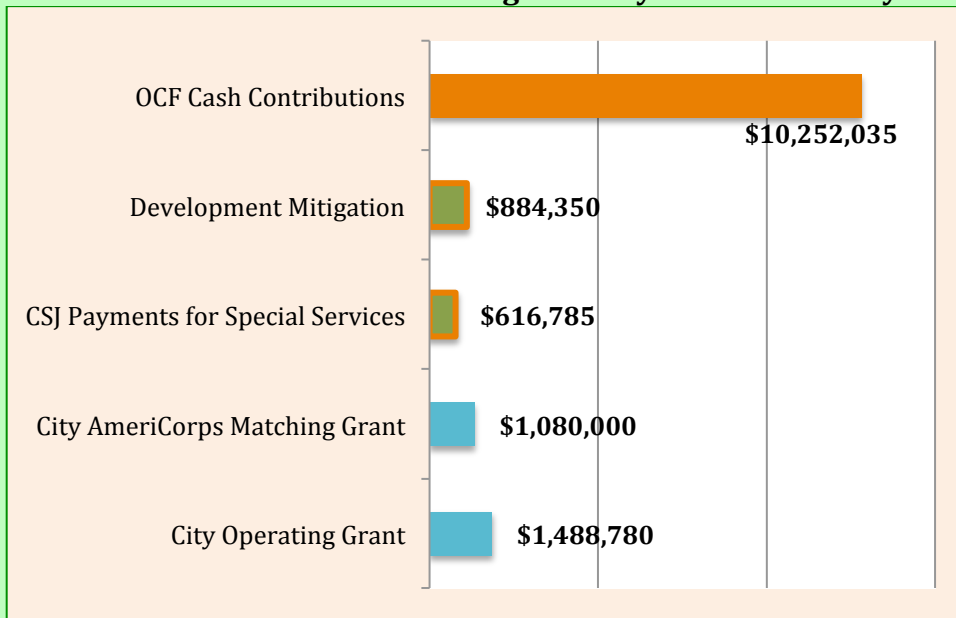 OCF Cash Contributions
$10,252,035
Development Mitigation
$884,350
CSJ Payments for Special Services
$616,785
City AmeriCorps Matching Grant
$1,080,000
City Operating Grant
$1,488,780